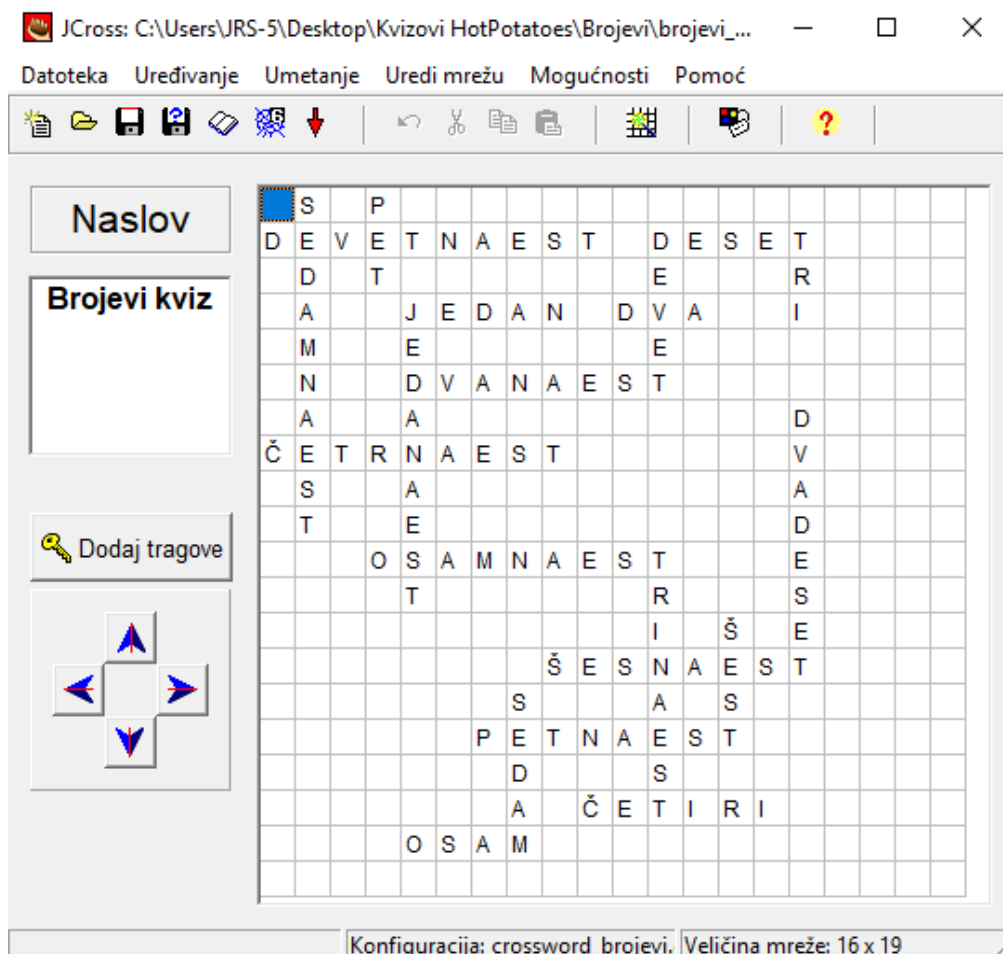 JCross: C:\Users\JRS-5\Desktop\Kvizovi HotPotatoes\Brojevi\brojevi_...
Datoteka Uređivanje Umetanje Uredi mrežu Mogućnosti Pomoć
Naslov
Brojevi kviz
Dodaj tragove
S P
D E V E T N A E S T D E S E T
D T E R
A J E D A N D V A I
M E E
N D V A N A E S T
A A D
Č E T R N A E S T V
S A A
T E D
O S A M N A E S T E
T R S
I Š E
Š E S N A E S T
S A S
P E T N A E S T
D S
A Č E T I R I
O S A M
Konfiguracija: crossword_brojevi. Veličina mreže: 16 x 19